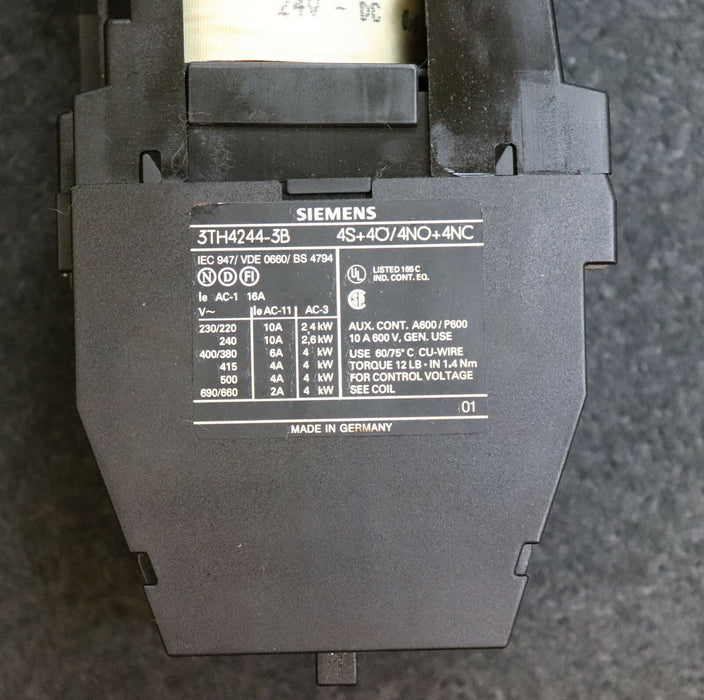 24V - DC
SIEMENS
3TH4244-3B 4S+4Ö/4NO+4NC
IEC 947/ VDE 0660/ BS 4794
N D FI
Ie AC-1 16A
V~ Ie AC-11 AC-3
230/220 10A 2,4 kW
240 10A 2,6 kW
400/380 6A 4 kW
415 4A 4 kW
500 4A 4 kW
690/660 2A 4 kW
UL LISTED 165 C
IND. CONT. EQ.
SA
AUX. CONT. A600 / P600
10 A 600 V, GEN. USE
USE 60/75° C CU-WIRE
TORQUE 12 LB - IN 1.4 Nm
FOR CONTROL VOLTAGE
SEE COIL
01
MADE IN GERMANY